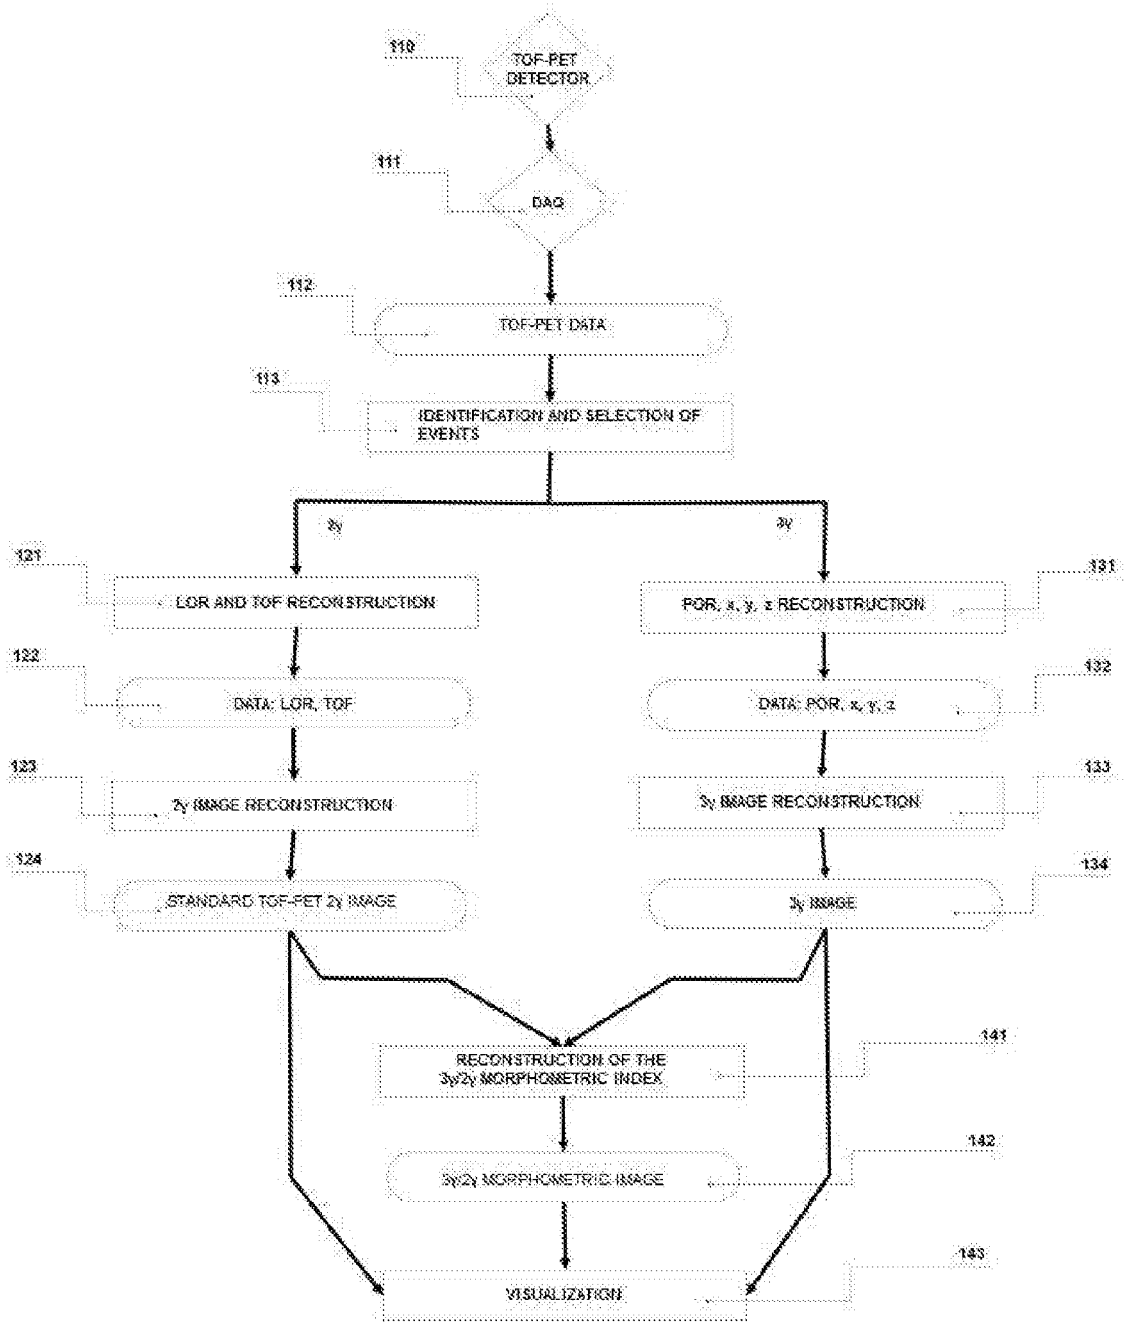 110
TOF-PET
DETECTOR
111
DAQ
112
TOF-PET DATA
113
IDENTIFICATION AND SELECTION OF
EVENTS
2γ
3γ
121
131
LOR AND TOF RECONSTRUCTION
POR, x, y, z RECONSTRUCTION
122
132
DATA: LOR, TOF
DATA: POR, x, y, z
123
133
2γ IMAGE RECONSTRUCTION
3γ IMAGE RECONSTRUCTION
124
134
STANDARD TOF-PET 2γ IMAGE
3γ IMAGE
141
RECONSTRUCTION OF THE
3γ/2γ MORPHOMETRIC INDEX
142
3γ/2γ MORPHOMETRIC IMAGE
143
VISUALIZATION